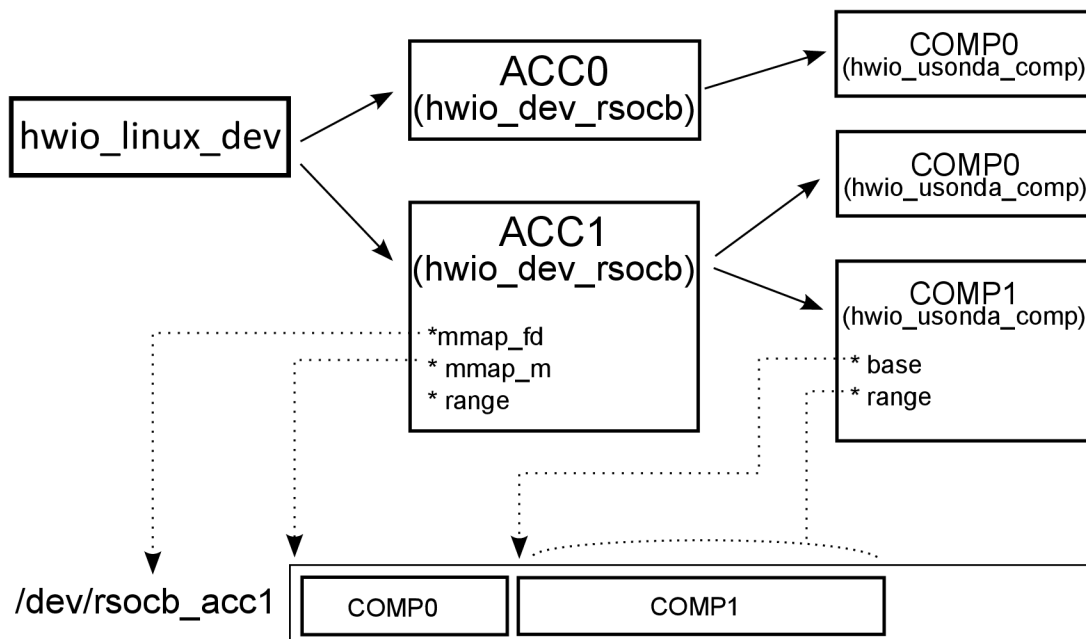 hwio_linux_dev
ACC0
(hwio_dev_rsocb)
COMP0
(hwio_usonda_comp)
COMP0
(hwio_usonda_comp)
ACC1
(hwio_dev_rsocb)
*mmap_fd
* mmap_m
* range
COMP1
(hwio_usonda_comp)
* base
* range
/dev/rsocb_acc1
COMP0
COMP1